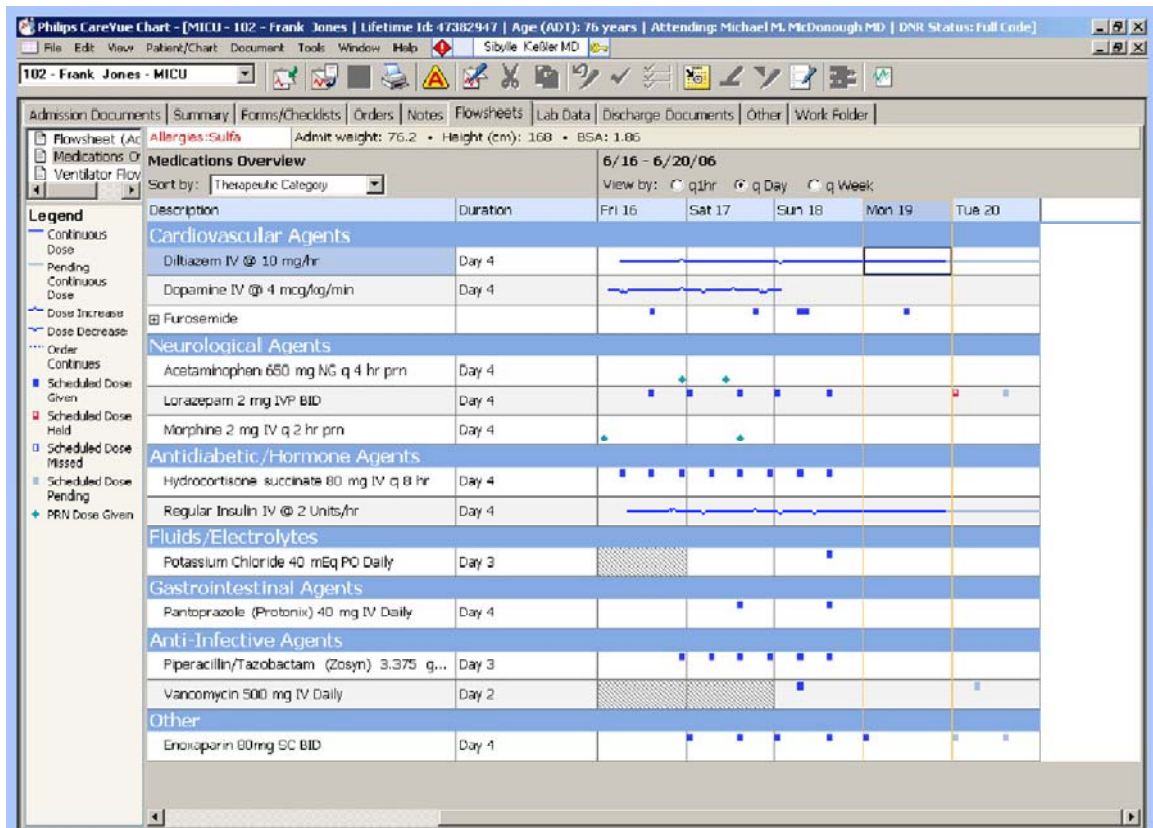 Philips CareVue Chart - [MICU - 102 - Frank Jones | Lifetime Id: 47382947 | Age (ADT): 76 years | Attending: Michael M. McDonough MD | DNR Status: Full Code]
File Edit View Patient/Chart Document Tools Window Help Sibylle Keßler MD
102 - Frank Jones - MICU
Admission Documents Summary Forms/Checklists Orders Notes Flowsheets Lab Data Discharge Documents Other Work Folder
Flowsheet (Ac
Medications O
Ventilator Flow
Allergies:Sulfa Admit weight: 76.2 • Height (cm): 168 • BSA: 1.86
Medications Overview 6/16 - 6/20/06
Sort by: Therapeutic Category View by: q1hr q Day q Week
Legend
Continuous
Dose
Pending
Continuous
Dose
Dose Increase
Dose Decrease
Order
Continues
Scheduled Dose
Given
Scheduled Dose
Held
Scheduled Dose
Missed
Scheduled Dose
Pending
PRN Dose Given
Description Duration Fri 16 Sat 17 Sun 18 Mon 19 Tue 20
Cardiovascular Agents
Diltiazem IV @ 10 mg/hr Day 4
Dopamine IV @ 4 mcg/kg/min Day 4
Furosemide
Neurological Agents
Acetaminophen 650 mg NG q 4 hr prn Day 4
Lorazepam 2 mg IVP BID Day 4
Morphine 2 mg IV q 2 hr prn Day 4
Antidiabetic/Hormone Agents
Hydrocortisone succinate 80 mg IV q 8 hr Day 4
Regular Insulin IV @ 2 Units/hr Day 4
Fluids/Electrolytes
Potassium Chloride 40 mEq PO Daily Day 3
Gastrointestinal Agents
Pantoprazole (Protonix) 40 mg IV Daily Day 4
Anti-Infective Agents
Piperacillin/Tazobactam (Zosyn) 3.375 g... Day 3
Vancomycin 500 mg IV Daily Day 2
Other
Enoxaparin 80mg SC BID Day 4